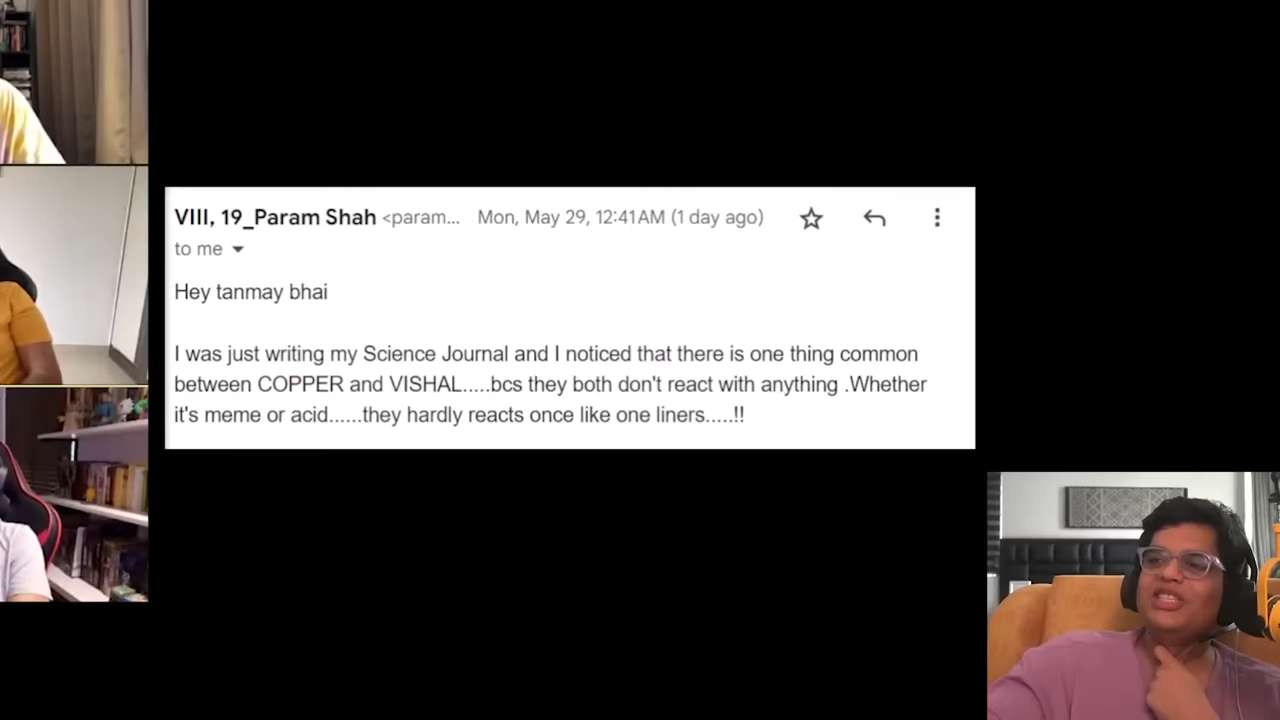 VIII, 19_Param Shah <param... Mon, May 29, 12:41AM (1 day ago)
to me
Hey tanmay bhai
I was just writing my Science Journal and I noticed that there is one thing common
between COPPER and VISHAL.....bcs they both don't react with anything .Whether
it's meme or acid......they hardly reacts once like one liners.....!!